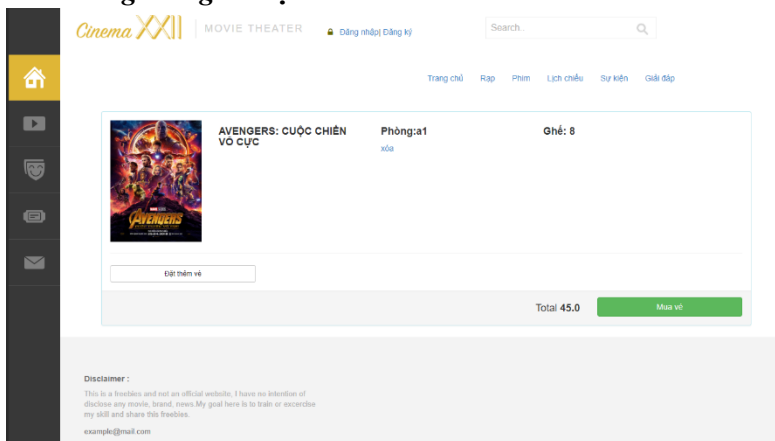 Cinema XXII MOVIE THEATER Đăng nhập| Đăng ký Search..
Trang chủ Rạp Phim Lịch chiếu Sự kiện Giải đáp
AVENGERS: CUỘC CHIẾN Phòng:a1 Ghế: 8
VÔ CỰC xóa
AVENGERS
Đặt thêm vé
Total 45.0 Mua vé
Disclaimer :
This is a freebies and not an official website, I have no intention of
disclose any movie, brand, news.My goal here is to train or excercise
my skill and share this freebies.
example@mail.com